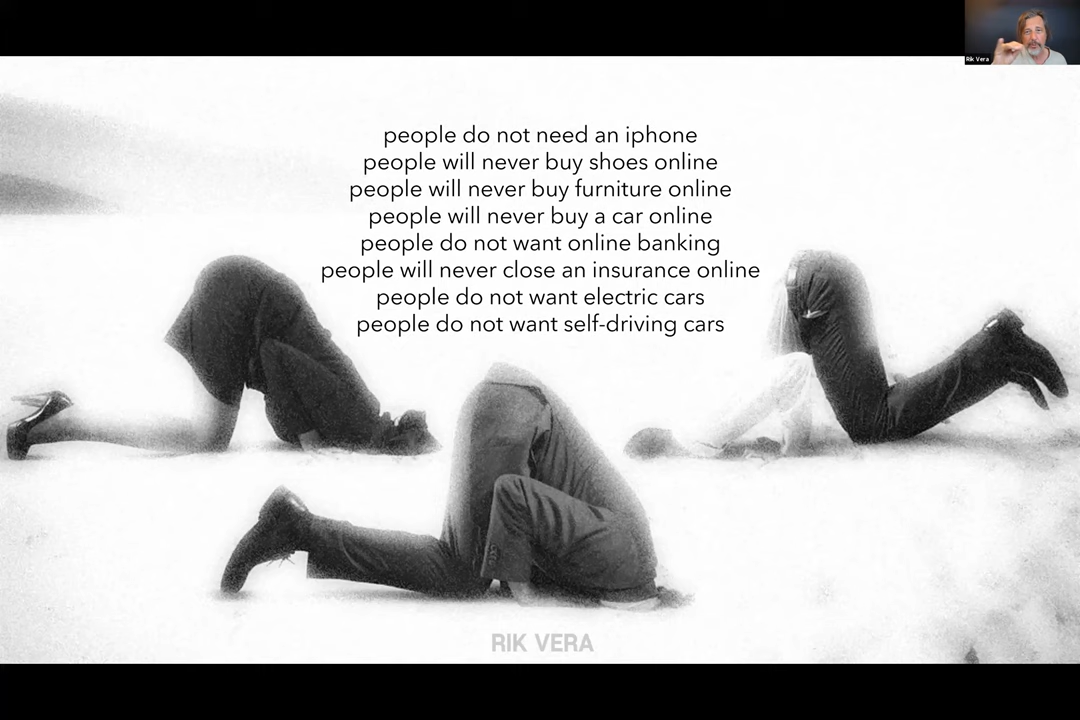 Rik Vera
people do not need an iphone
people will never buy shoes online
people will never buy furniture online
people will never buy a car online
people do not want online banking
people will never close an insurance online
people do not want electric cars
people do not want self-driving cars
RIK VERA